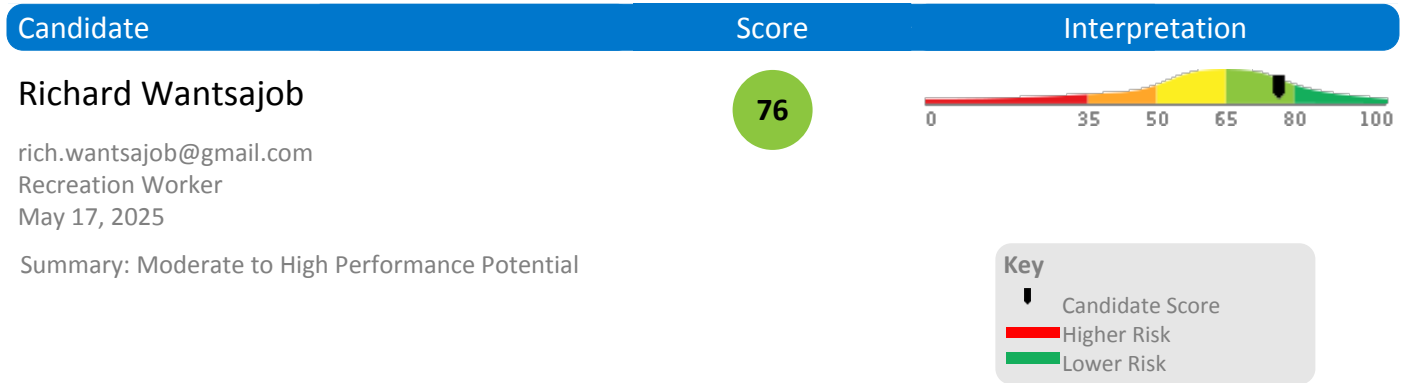 Candidate Score Interpretation
Richard Wantsajob
76
0 35 50 65 80 100
rich.wantsajob@gmail.com
Recreation Worker
May 17, 2025
Summary: Moderate to High Performance Potential
Key
Candidate Score
Higher Risk
Lower Risk